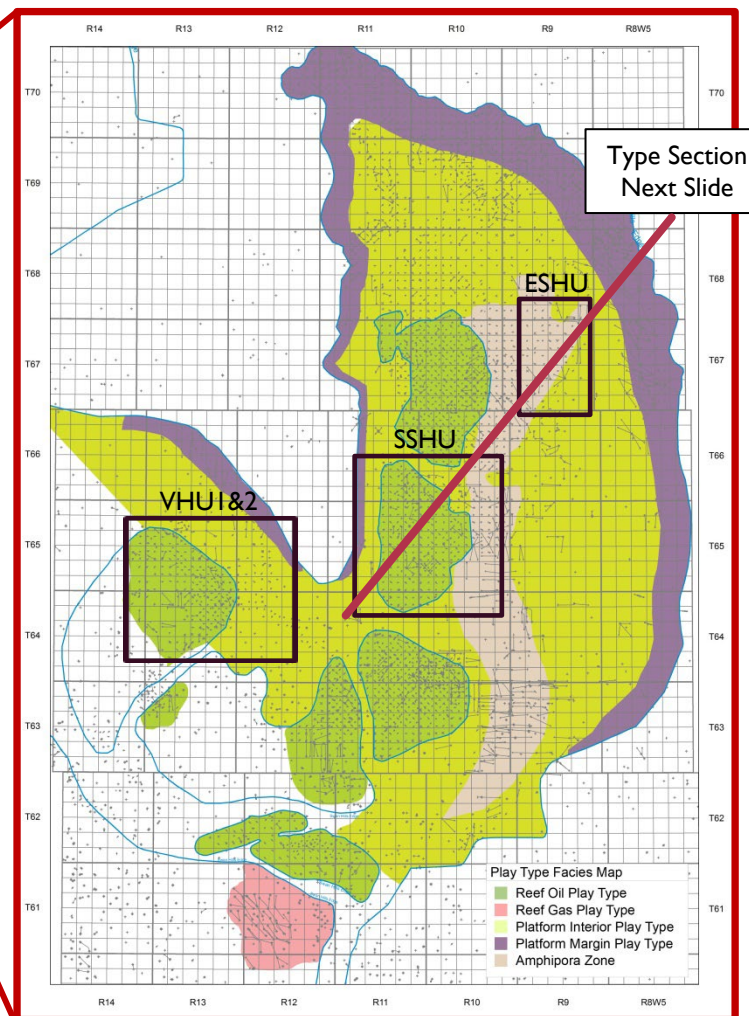 R14 R13 R12 R11 R10 R9 R8W5
T70 T70
Type Section
Next Slide
T69
T68 T68
ESHU
T67 T67
SSHU
T66 T66
VHU1&2
T65 T65
T64 T64
T63 T63
T62 T62
Play Type Facies Map
Reef Oil Play Type
Reef Gas Play Type
Platform Interior Play Type
Platform Margin Play Type
Amphipora Zone
T61 T61
R14 R13 R12 R11 R10 R9 R8W5